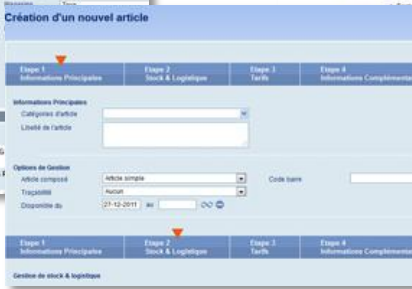 Création d'un nouvel article
Etape 1 Etape 2 Etape 3 Etape 4
Informations Principales Stock & Logistique Tarifs Informations Complémenta
Informations Principales
Catégories d'article
Libellé de l'article
Options de Gestion
Article composé Article simple Code barre
Traçabilité Aucun
Disponible du 27-12-2011 au
Etape 1 Etape 2 Etape 3 Etape 4
Informations Principales Stock & Logistique Tarifs Informations Complémenta
Gestion de stock & logistique